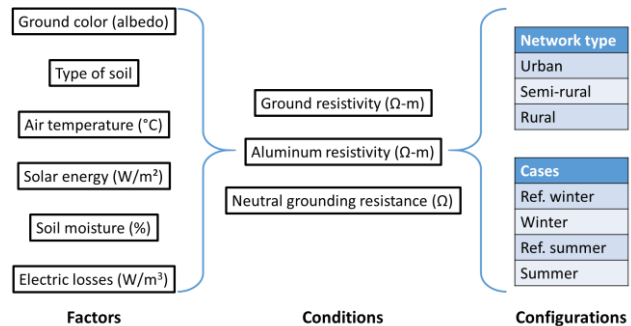 Ground color (albedo)
Type of soil
Air temperature (°C)
Solar energy (W/m²)
Soil moisture (%)
Electric losses (W/m³)
Factors
Ground resistivity (Ω-m)
Aluminum resistivity (Ω-m)
Neutral grounding resistance (Ω)
Conditions
Network type
Urban
Semi-rural
Rural
Cases
Ref. winter
Winter
Ref. summer
Summer
Configurations